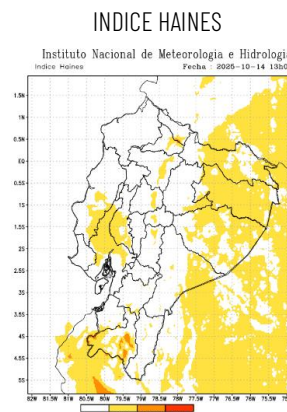 INDICE HAINES
Instituto Nacional de Meteorologia e Hidrologia
Indice Haines Fecha : 2025-10-14 13h0
1.5N
1N
0.5N
EQ
0.5S
1S
1.5S
2S
2.5S
3S
3.5S
4S
4.5S
5S
82W 81.5W 81W 80.5W 80W 79.5W 79W 78.5W 78W 77.5W 77W 76.5W 76W 75.5W 75